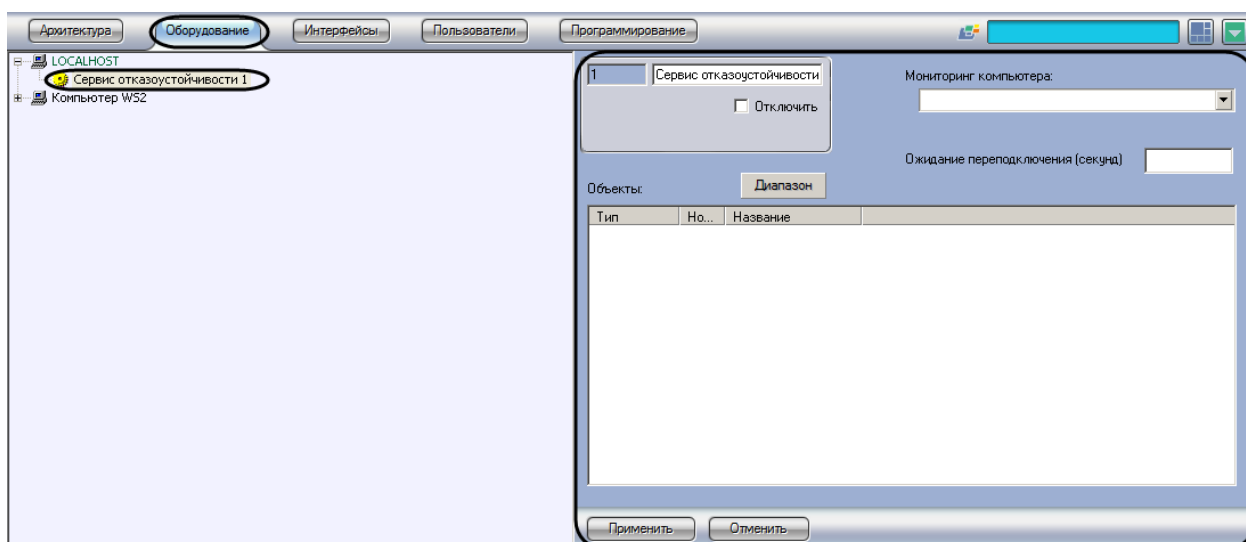 Архитектура Оборудование Интерфейсы Пользователи Программирование
LOCALHOST
Сервис отказоустойчивости 1
Компьютер WS2
1 Сервис отказоустойчивости
Отключить
Мониторинг компьютера:
Ожидание переподключения (секунд)
Объекты: Диапазон
Тип Но... Название
Применить Отменить